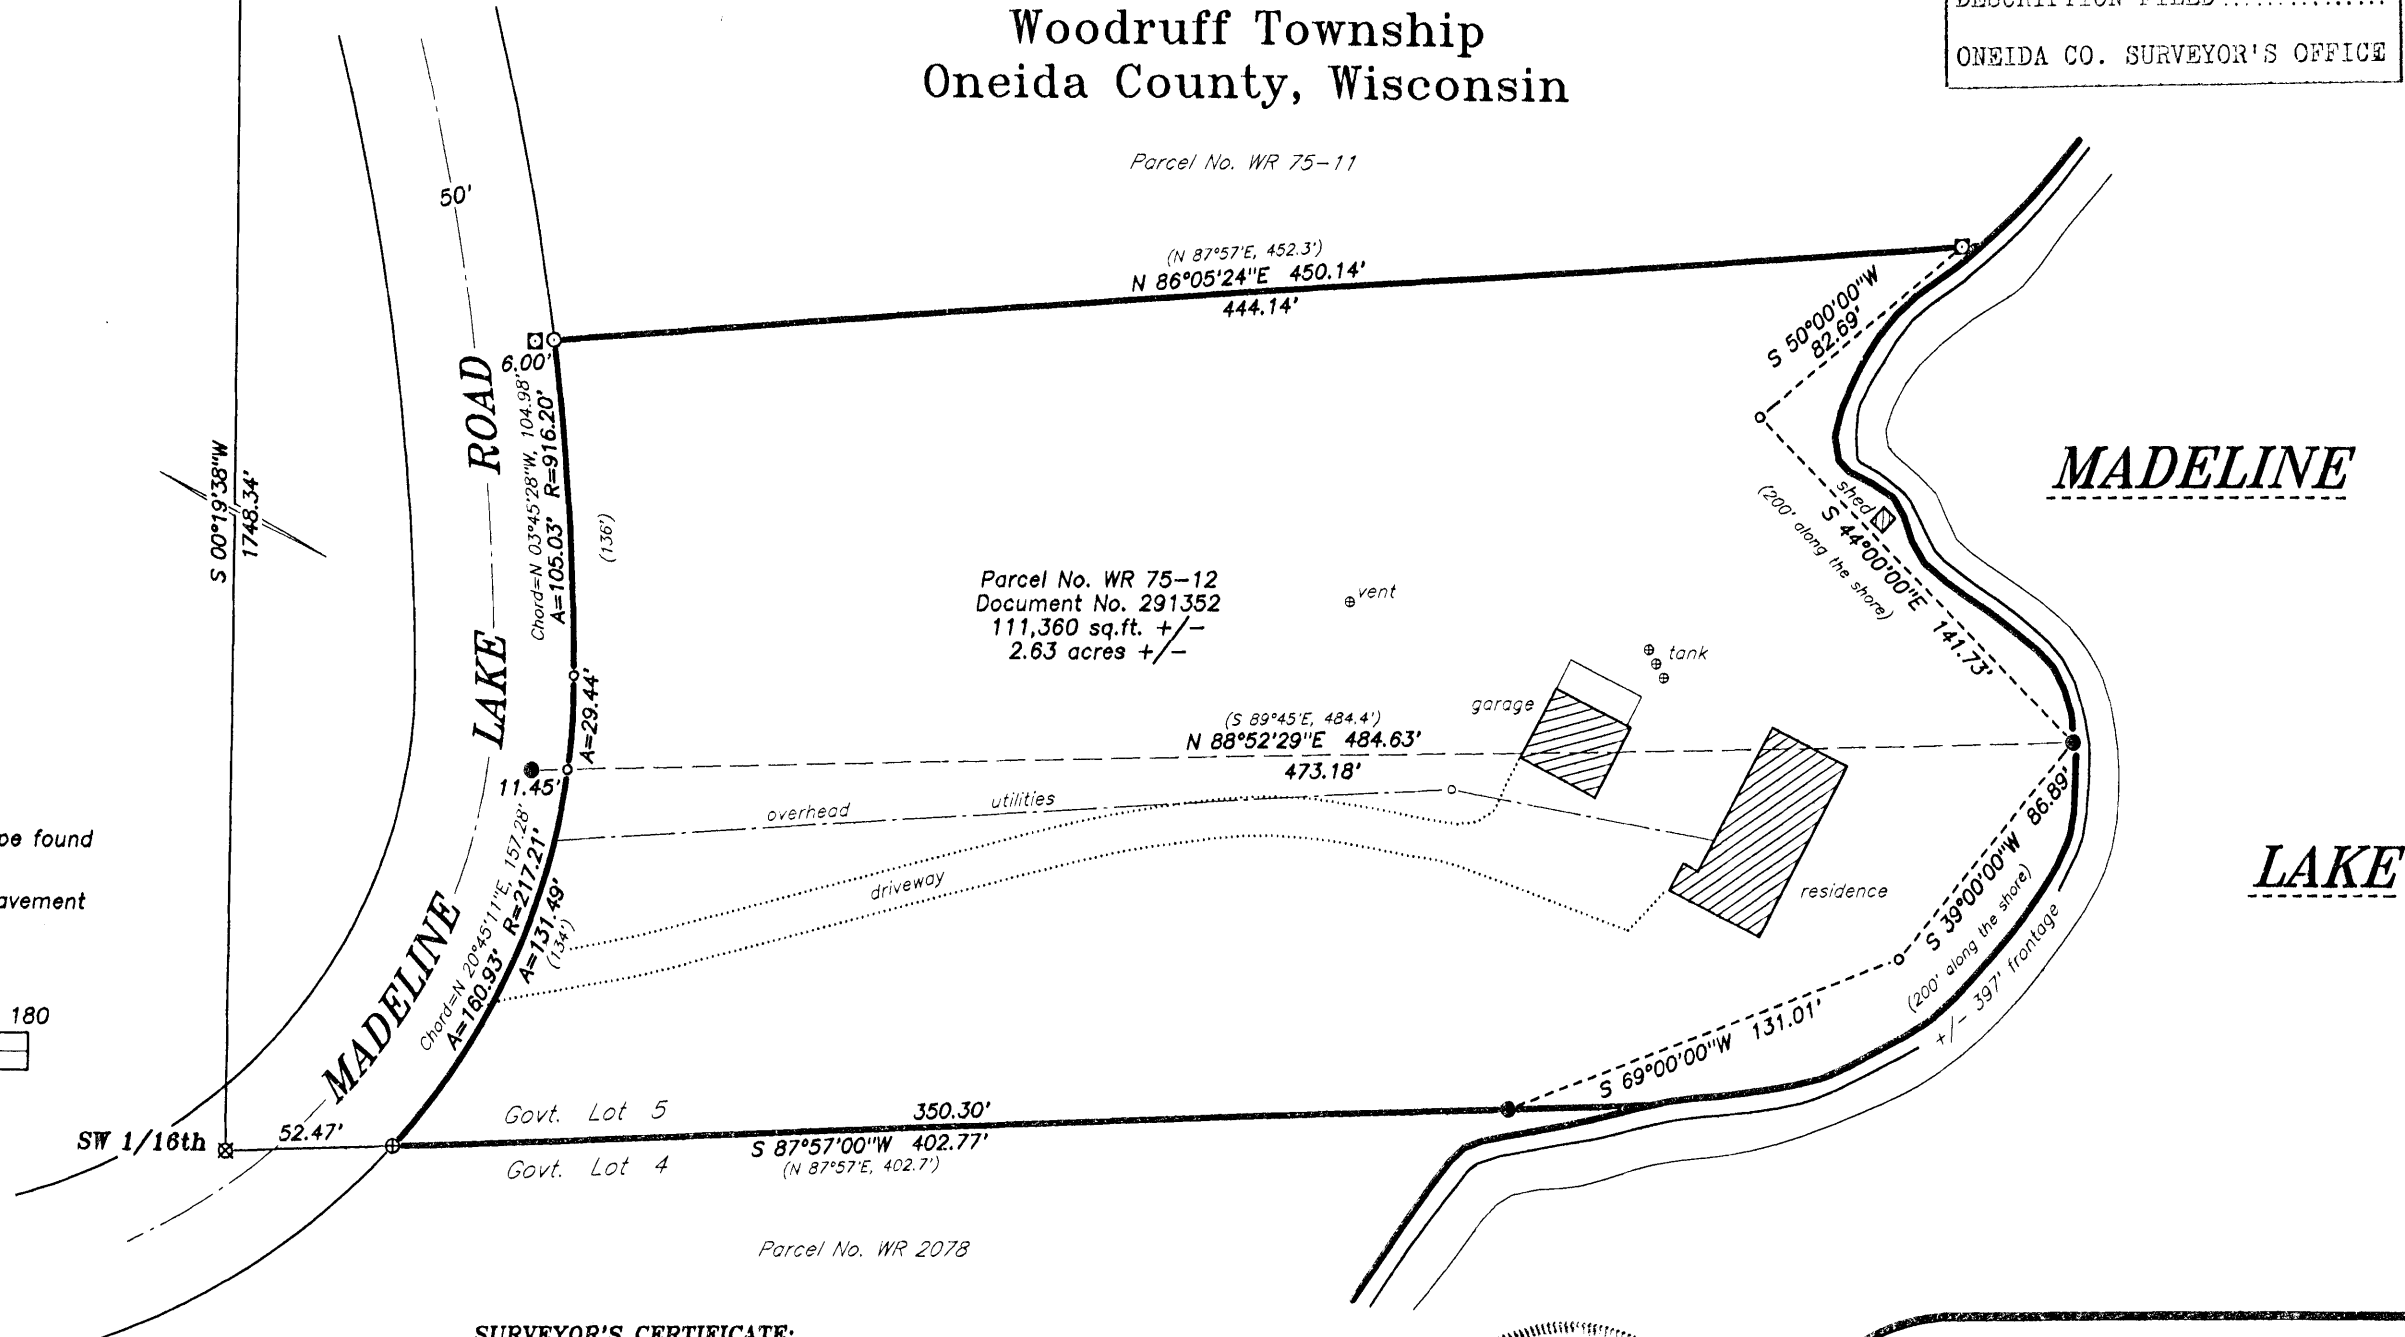 Woodruff Township
Oneida County, Wisconsin
DESCRIPTION FILED..............
ONEIDA CO. SURVEYOR'S OFFICE
Parcel No. WR 75-11
50'
(N 87°57'E, 452.3')
N 86°05'24"E 450.14'
444.14'
S 50°00'00"W
82.69'
6.00'
MADELINE LAKE ROAD
Chord=N 03°45'28"W, 104.98'
A=105.03' R=916.20'
(136')
S 00°19'38"W
1748.34'
MADELINE
LAKE
shed
S 44°00'00"E 141.73'
(200' along the shore)
Parcel No. WR 75-12
Document No. 291352
111,360 sq.ft. +/-
2.63 acres +/-
vent
tank
garage
A=29.44'
(S 89°45'E, 484.4')
N 88°52'29"E 484.63'
473.18'
11.45'
overhead utilities
driveway
residence
S 39°00'00"W 86.89'
(200' along the shore)
+/- 397' frontage
Chord=N 20°45'11"E, 157.28'
A=160.93' R=217.21'
A=131.49'
(134')
pe found
avement
180
S 69°00'00"W 131.01'
SW 1/16th
52.47'
Govt. Lot 5
350.30'
S 87°57'00"W 402.77'
(N 87°57'E, 402.7')
Govt. Lot 4
Parcel No. WR 2078
SURVEYOR'S CERTIFICATE: